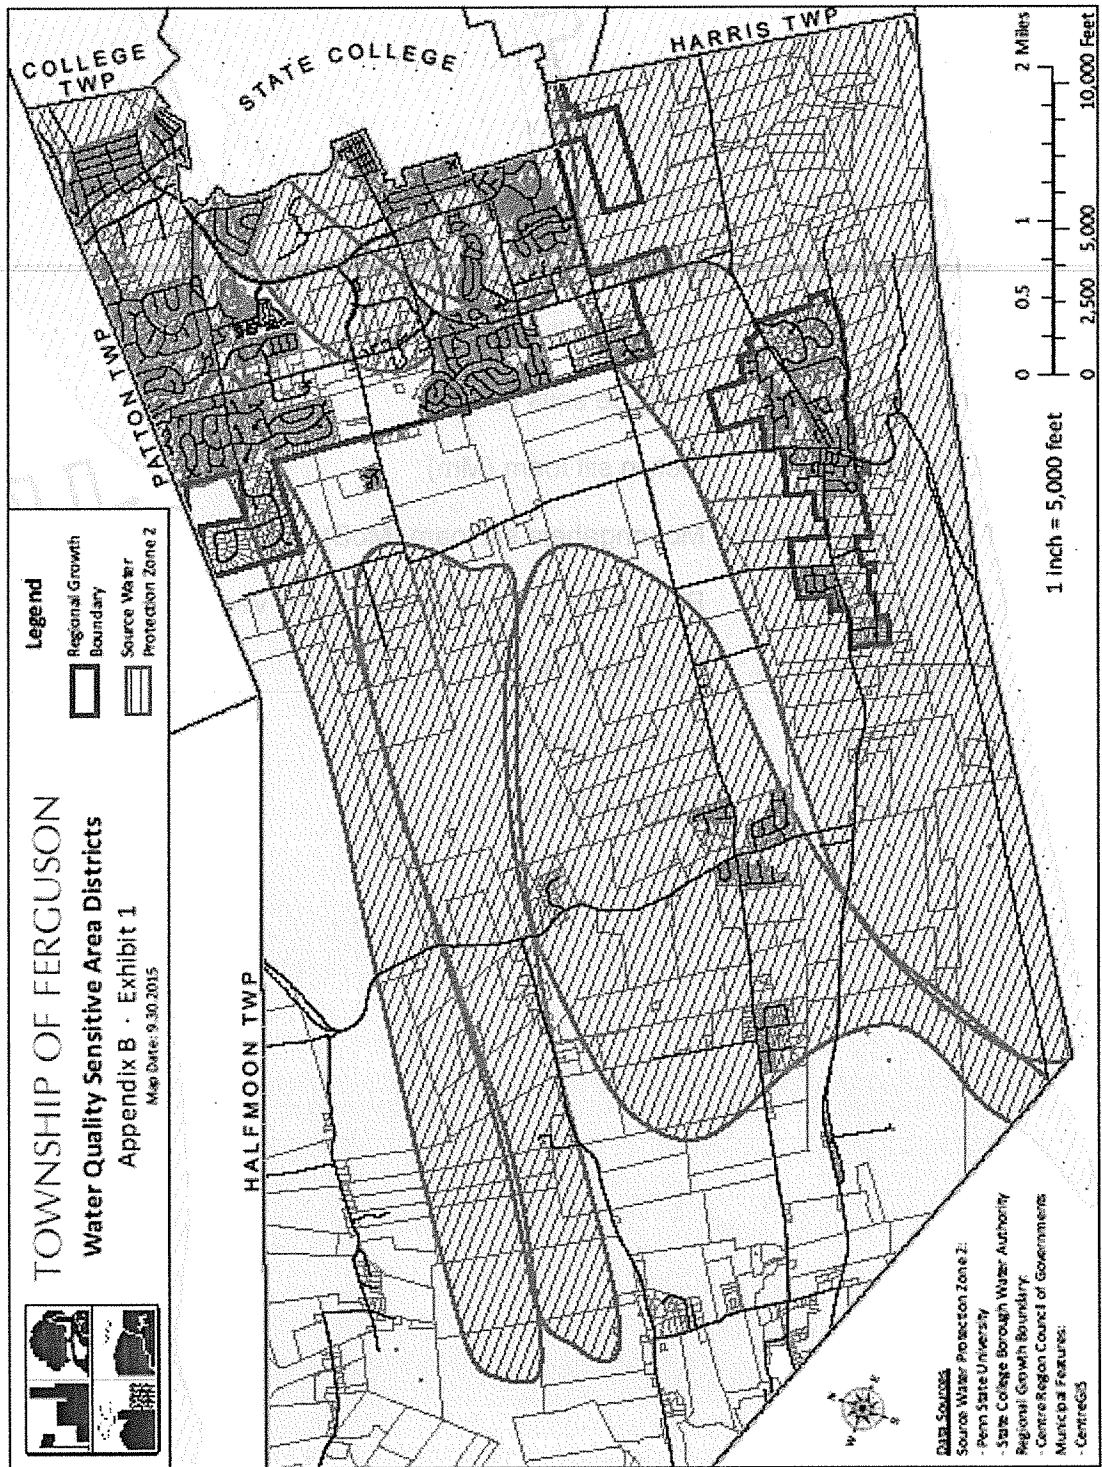 TOWNSHIP OF FERGUSON
Water Quality Sensitive Area Districts
Appendix B · Exhibit 1
Map Date: 9.30.2015
Legend
Regional Growth
Boundary
Source Water
Protection Zone 2
COLLEGE
TWP
STATE COLLEGE
HARRIS TWP
PATTON TWP
HALFMOON TWP
Data Sources
Source Water Protection Zone 2:
- Penn State University
- State College Borough Water Authority
Regional Growth Boundary:
- Centre Region Council of Governments
Municipal Features:
- CentreGIS
N
E
S
W
1 inch = 5,000 feet
0 0.5 1 2 Miles
0 2,500 5,000 10,000 Feet